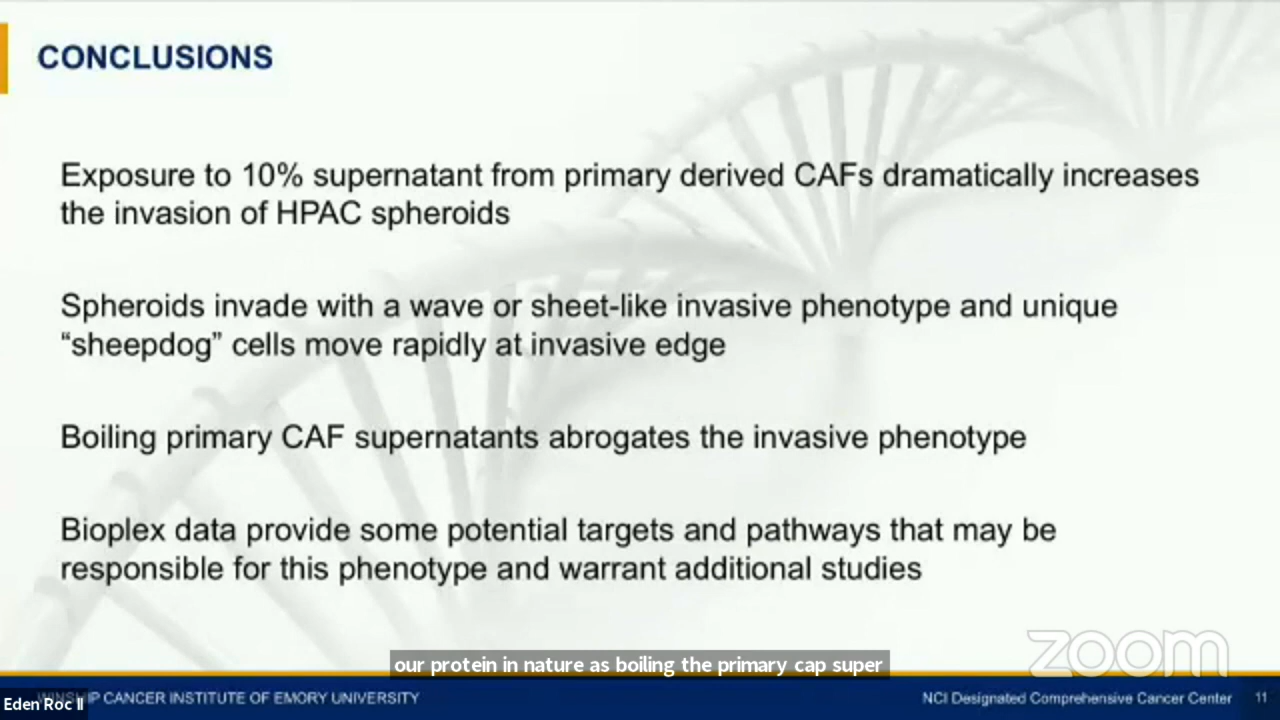 CONCLUSIONS
Exposure to 10% supernatant from primary derived CAFs dramatically increases
the invasion of HPAC spheroids
Spheroids invade with a wave or sheet-like invasive phenotype and unique
“sheepdog” cells move rapidly at invasive edge
Boiling primary CAF supernatants abrogates the invasive phenotype
Bioplex data provide some potential targets and pathways that may be
responsible for this phenotype and warrant additional studies
zoom
our protein in nature as boiling the primary cap super
WINSHIP CANCER INSTITUTE OF EMORY UNIVERSITY
NCI Designated Comprehensive Cancer Center 11
Eden Roc II